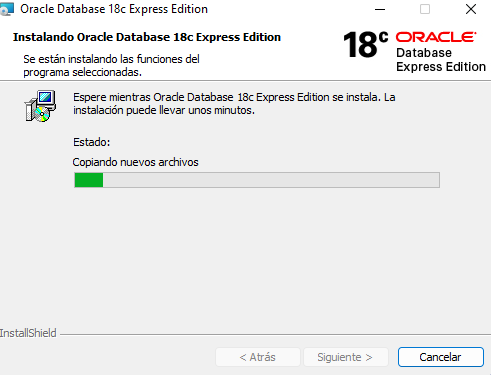 Oracle Database 18c Express Edition
Instalando Oracle Database 18c Express Edition
Se están instalando las funciones del
programa seleccionadas.
18c ORACLE
Database
Express Edition
Espere mientras Oracle Database 18c Express Edition se instala. La
instalación puede llevar unos minutos.
Estado:
Copiando nuevos archivos
InstallShield
< Atrás
Siguiente >
Cancelar